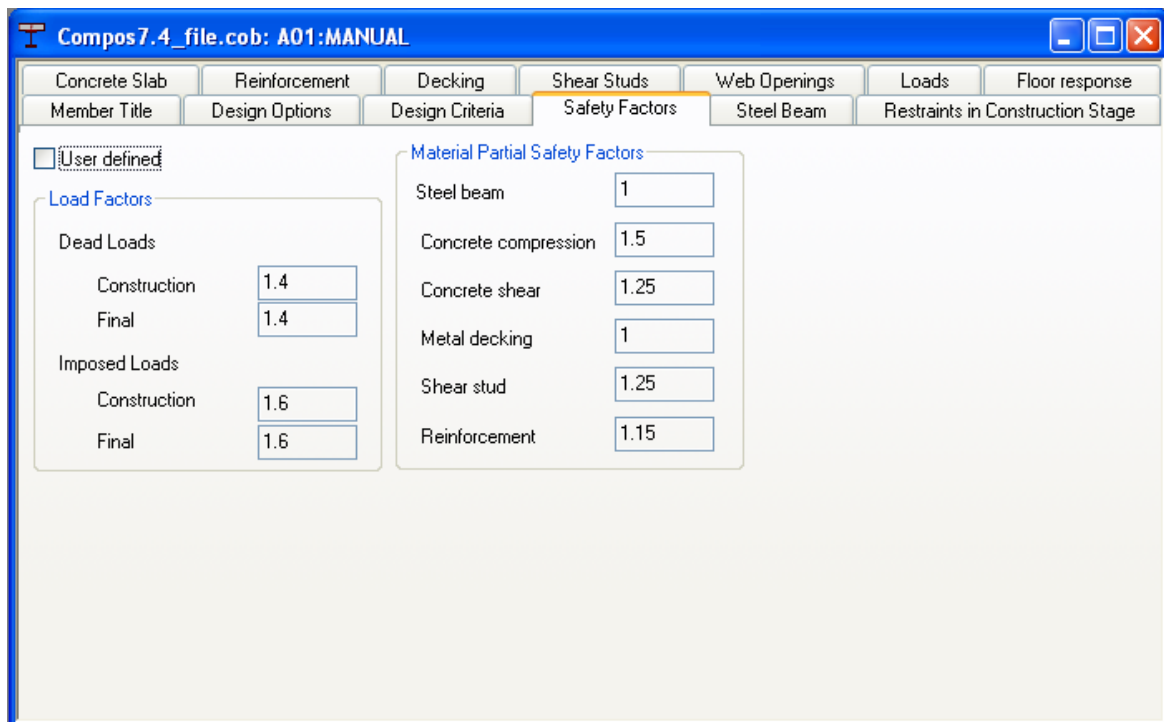 Compos7.4_file.cob: A01:MANUAL
Concrete Slab Reinforcement Decking Shear Studs Web Openings Loads Floor response
Member Title Design Options Design Criteria Safety Factors Steel Beam Restraints in Construction Stage
User defined
Load Factors
Dead Loads
Construction 1.4
Final 1.4
Imposed Loads
Construction 1.6
Final 1.6
Material Partial Safety Factors
Steel beam 1
Concrete compression 1.5
Concrete shear 1.25
Metal decking 1
Shear stud 1.25
Reinforcement 1.15